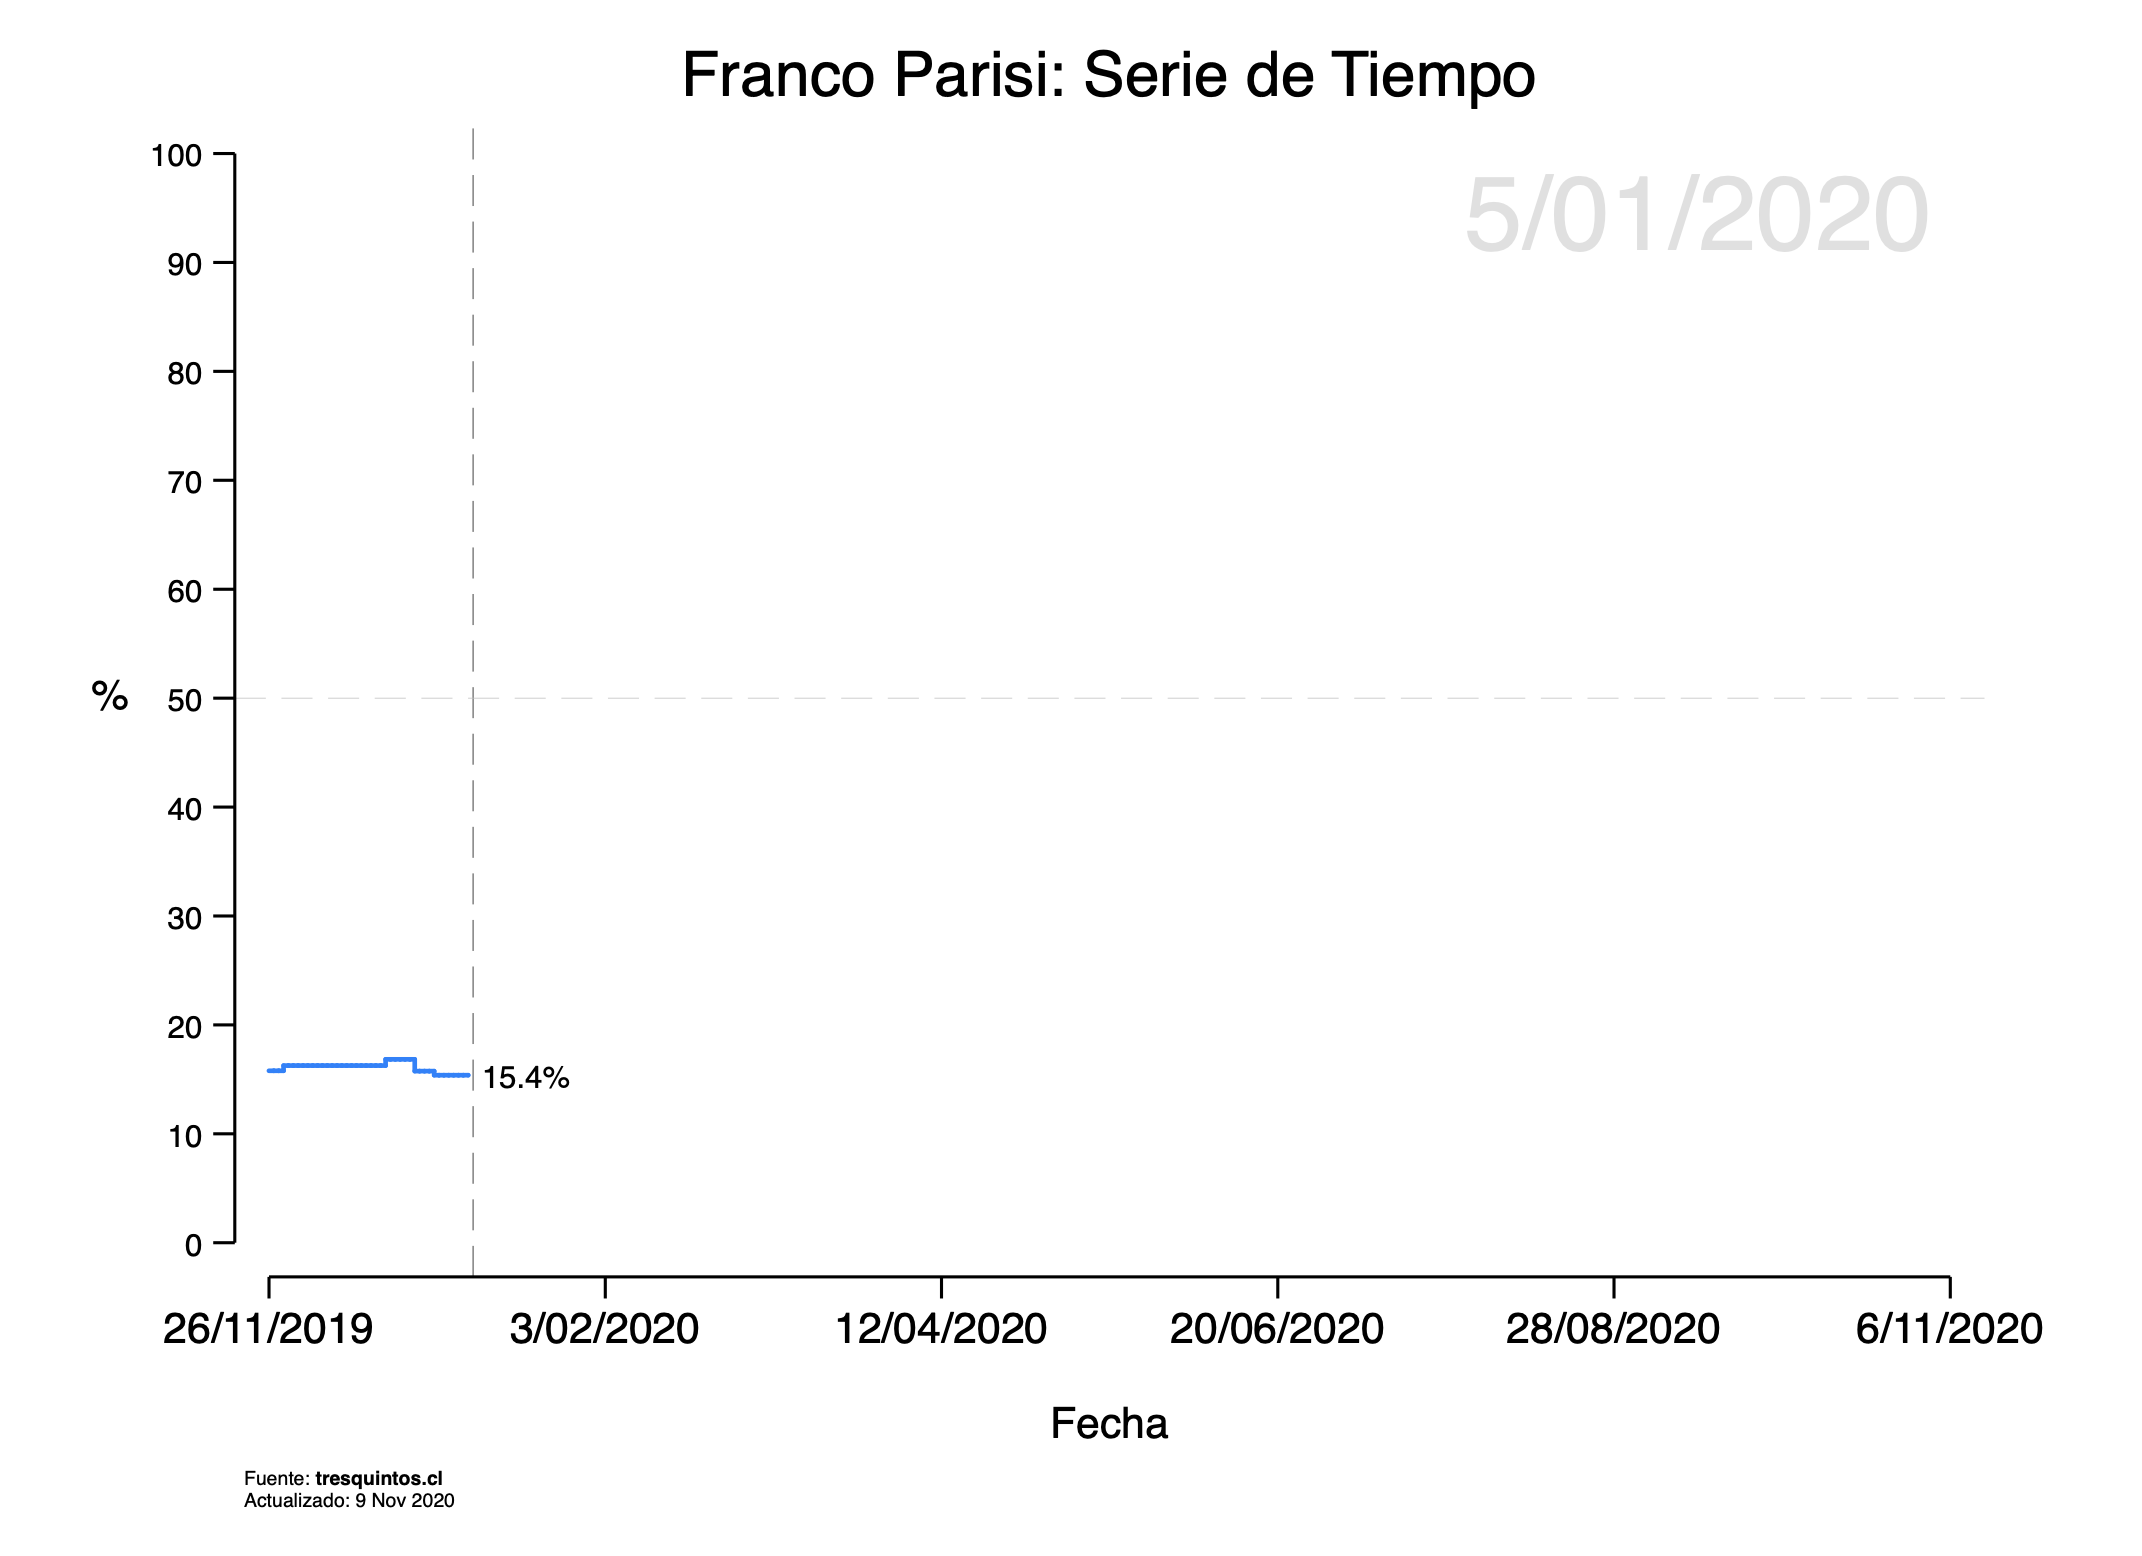 Franco Parisi: Serie de Tiempo
5/01/2020
100
90
80
70
60
50
40
30
20
10
0
%
15.4%
26/11/2019 3/02/2020 12/04/2020 20/06/2020 28/08/2020 6/11/2020
Fecha
Fuente: tresquintos.cl
Actualizado: 9 Nov 2020